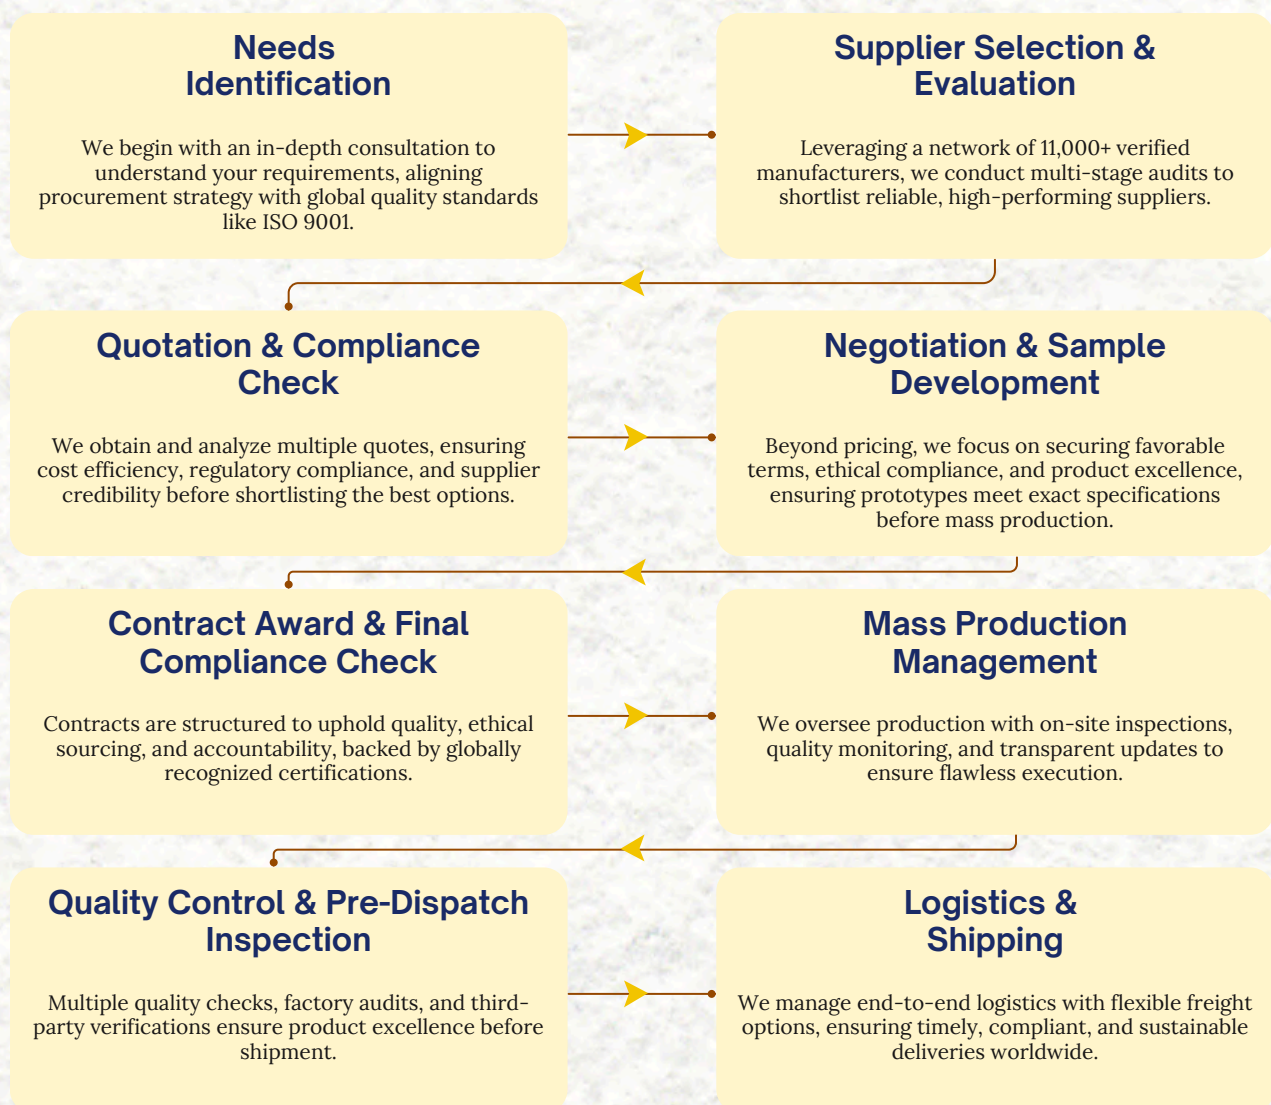 Needs
Identification
We begin with an in-depth consultation to
understand your requirements, aligning
procurement strategy with global quality standards
like ISO 9001.
Supplier Selection &
Evaluation
Leveraging a network of 11,000+ verified
manufacturers, we conduct multi-stage audits to
shortlist reliable, high-performing suppliers.
Quotation & Compliance
Check
We obtain and analyze multiple quotes, ensuring
cost efficiency, regulatory compliance, and supplier
credibility before shortlisting the best options.
Negotiation & Sample
Development
Beyond pricing, we focus on securing favorable
terms, ethical compliance, and product excellence,
ensuring prototypes meet exact specifications
before mass production.
Contract Award & Final
Compliance Check
Contracts are structured to uphold quality, ethical
sourcing, and accountability, backed by globally
recognized certifications.
Mass Production
Management
We oversee production with on-site inspections,
quality monitoring, and transparent updates to
ensure flawless execution.
Quality Control & Pre-Dispatch
Inspection
Multiple quality checks, factory audits, and third-
party verifications ensure product excellence before
shipment.
Logistics &
Shipping
We manage end-to-end logistics with flexible freight
options, ensuring timely, compliant, and sustainable
deliveries worldwide.